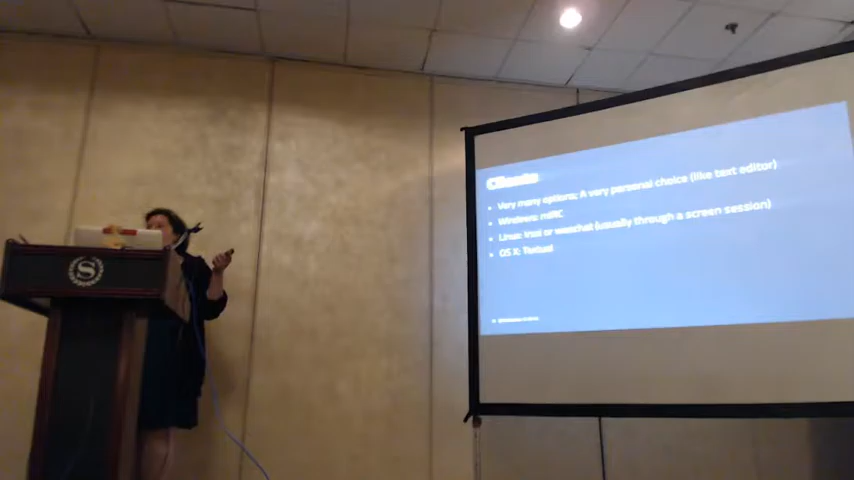 Clients
Very many options; A very personal choice (like text editor)
Windows: mIRC
Linux: irssi or weechat (usually through a screen session)
OS X: Textual
S